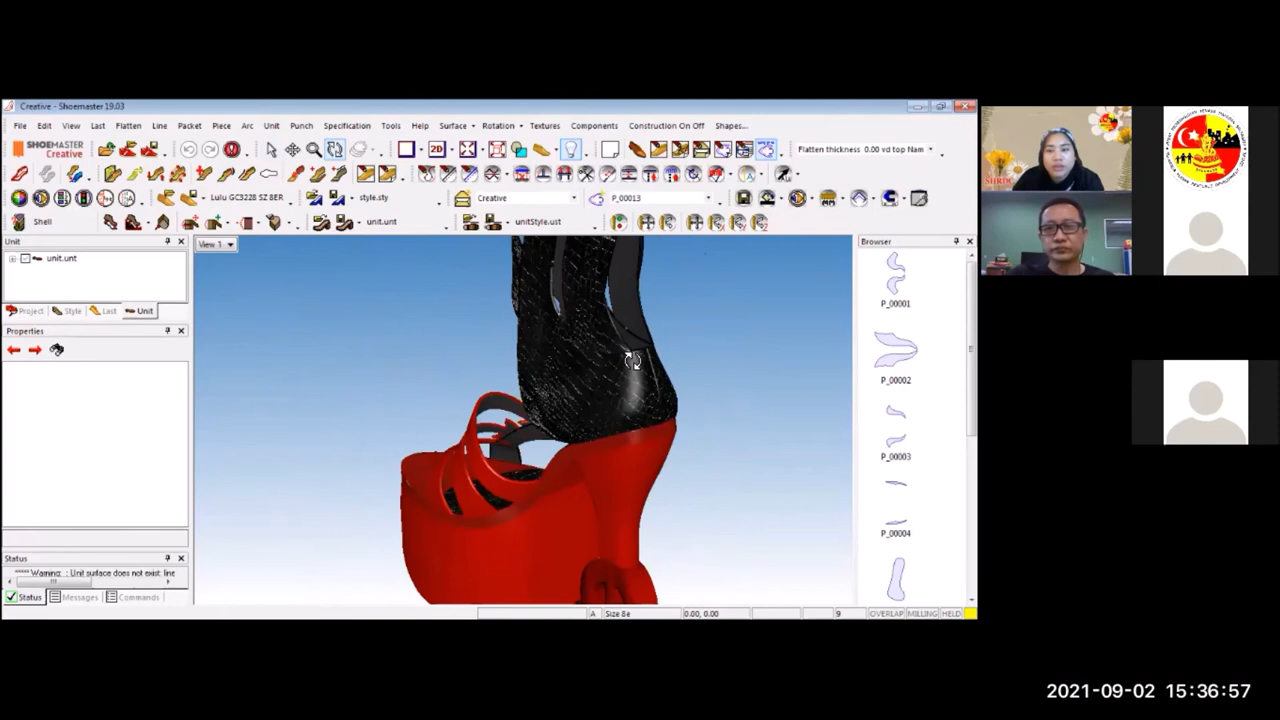 Creative - Shoemaster 19.03
File Edit View Last Flatten Line Packet Piece Arc Unit Punch Specification Tools Help Surface Rotation Textures Components Construction On Off Shapes...
SHOEMASTER
Creative
2D
Flatten thickness 0.00 vd top Nam
Lulu GC3228 SZ 8ER
style.sty
Creative
P_00013
Shell
unit.unt
unitStyle.ust
Unit
View 1
Browser
unit.unt
Project Style Last Unit
Properties
P_00001
P_00002
P_00003
P_00004
Status
**** Warning: : Unit surface does not exist: line
Status Messages Commands
A Size 8e 0.00, 0.00 9 OVERLAP MILLING HELD
SHRDC
2021-09-02 15:36:57